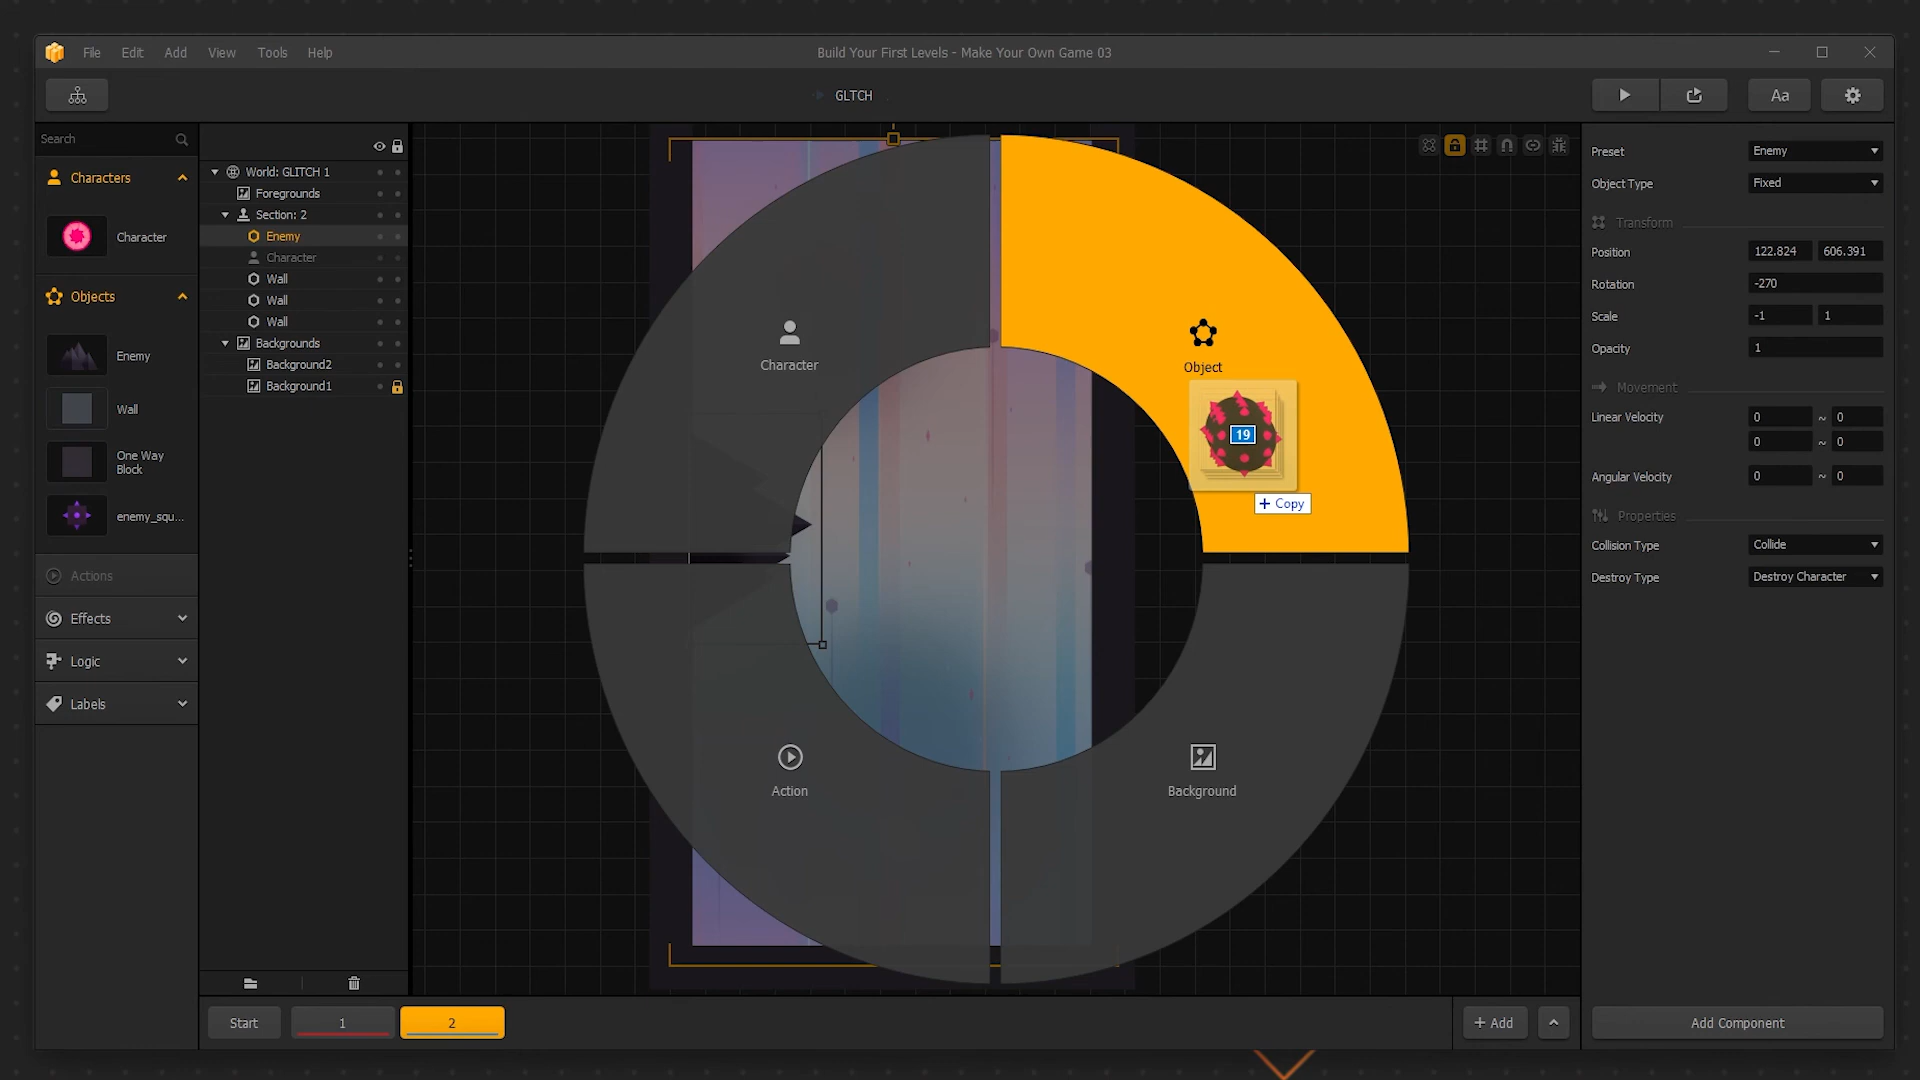 File Edit Add View Tools Help
Build Your First Levels - Make Your Own Game 03
GLTCH
Aa
Search
Characters
Character
Objects
Enemy
Wall
One Way
Block
enemy_squ...
Actions
Effects
Logic
Labels
World: GLITCH 1
Foregrounds
Section: 2
Enemy
Character
Wall
Wall
Wall
Backgrounds
Background2
Background1
Character
Object
19
+ Copy
Action
Background
Preset Enemy
Object Type Fixed
Transform
Position 122.824 606.391
Rotation -270
Scale -1 1
Opacity 1
Movement
Linear Velocity 0 ~ 0
0 ~ 0
Angular Velocity 0 ~ 0
Properties
Collision Type Collide
Destroy Type Destroy Character
Start 1 2
+ Add
Add Component